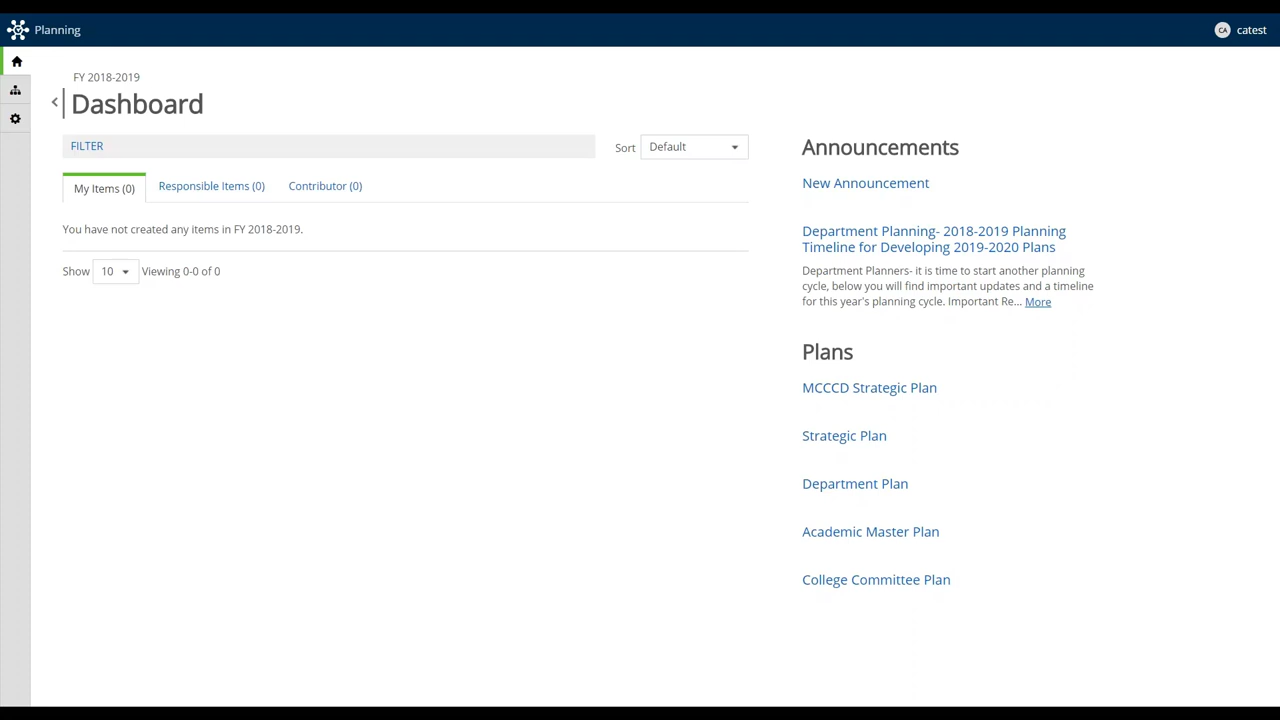 Planning
CA catest
FY 2018-2019
Dashboard
FILTER
Sort Default
My Items (0) Responsible Items (0) Contributor (0)
You have not created any items in FY 2018-2019.
Show 10 Viewing 0-0 of 0
Announcements
New Announcement
Department Planning- 2018-2019 Planning
Timeline for Developing 2019-2020 Plans
Department Planners- it is time to start another planning
cycle, below you will find important updates and a timeline
for this year's planning cycle. Important Re... More
Plans
MCCCD Strategic Plan
Strategic Plan
Department Plan
Academic Master Plan
College Committee Plan